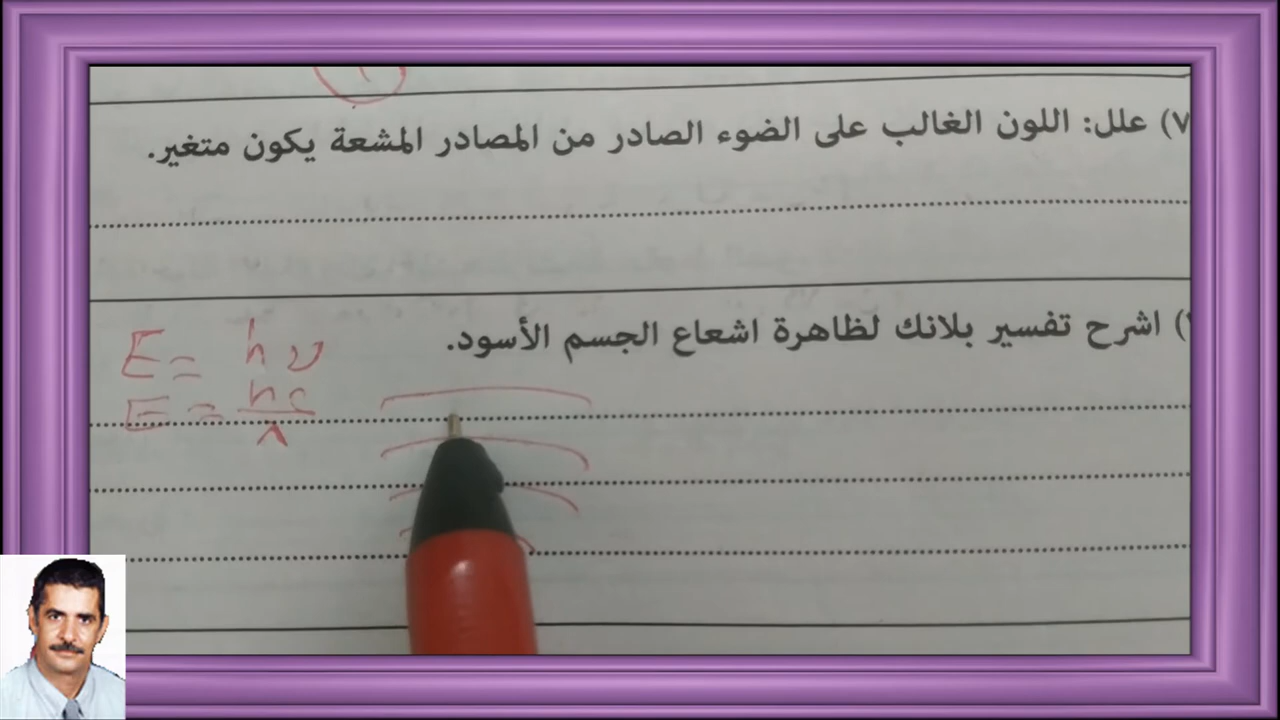 ٧) علل: اللون الغالب على الضوء الصادر من المصادر المشعة يكون متغير.
) اشرح تفسير بلانك لظاهرة اشعاع الجسم الأسود.
E = hν
E = hc
λ